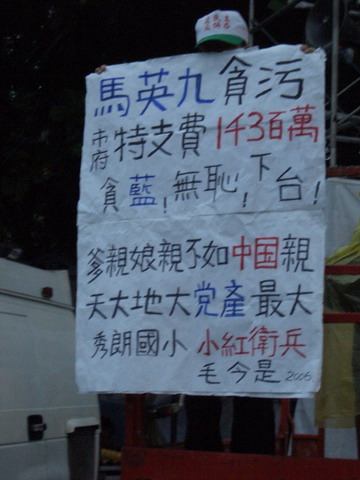 馬英九貪污
市府特支費1436百萬
貪藍!無恥!下台!
爹親娘親不如中国親
天大地大党產最大
秀朗國小 小紅衛兵
毛今是 2006